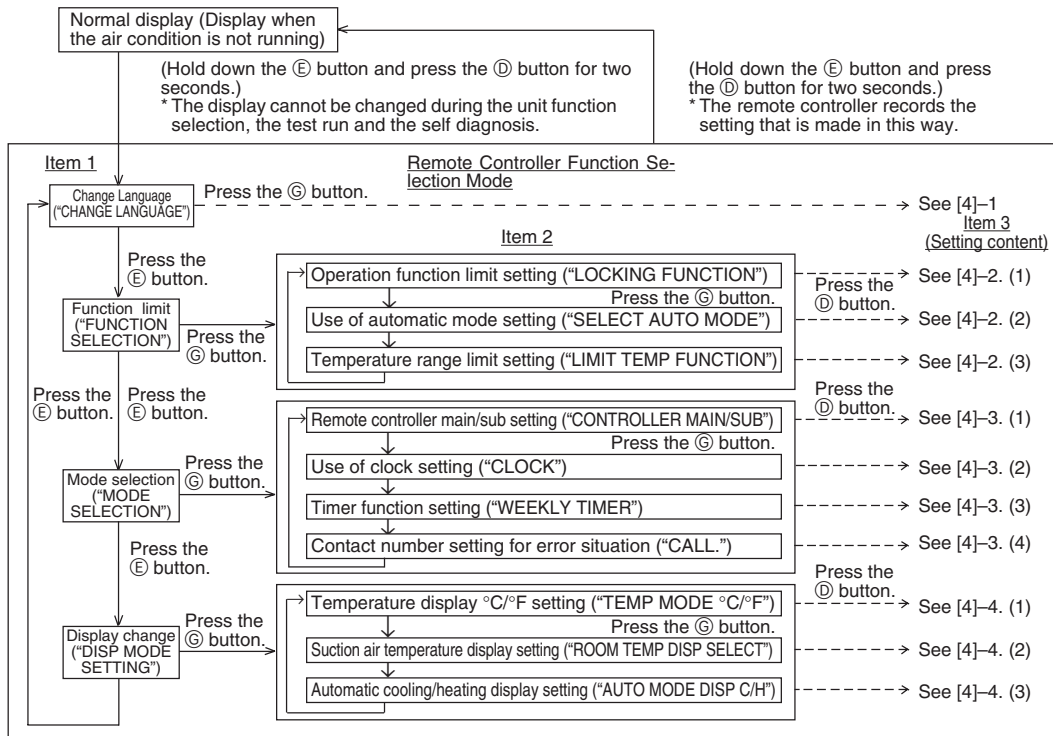 Normal display (Display when
the air condition is not running)
(Hold down the Ⓔ button and press the Ⓓ button for two
seconds.)
* The display cannot be changed during the unit function
selection, the test run and the self diagnosis.
(Hold down the Ⓔ button and press
the Ⓓ button for two seconds.)
* The remote controller records the
setting that is made in this way.
Item 1
Remote Controller Function Se-
lection Mode
Change Language
(“CHANGE LANGUAGE”)
Press the Ⓖ button.
See [4]–1
Item 3
(Setting content)
Item 2
Press the
Ⓔ button.
Function limit
(“FUNCTION
SELECTION”)
Press the
Ⓖ button.
Operation function limit setting (“LOCKING FUNCTION”)
Press the Ⓖ button.
Use of automatic mode setting (“SELECT AUTO MODE”)
Temperature range limit setting (“LIMIT TEMP FUNCTION”)
Press the
Ⓓ button.
See [4]–2. (1)
See [4]–2. (2)
See [4]–2. (3)
Press the
Ⓔ button.
Press the
Ⓔ button.
Mode selection
(“MODE
SELECTION”)
Press the
Ⓖ button.
Remote controller main/sub setting (“CONTROLLER MAIN/SUB”)
Press the Ⓖ button.
Use of clock setting (“CLOCK”)
Timer function setting (“WEEKLY TIMER”)
Contact number setting for error situation (“CALL.”)
Press the
Ⓓ button.
See [4]–3. (1)
See [4]–3. (2)
See [4]–3. (3)
See [4]–3. (4)
Press the
Ⓔ button.
Display change
(“DISP MODE
SETTING”)
Press the
Ⓖ button.
Temperature display °C/°F setting (“TEMP MODE °C/°F”)
Press the Ⓖ button.
Suction air temperature display setting (“ROOM TEMP DISP SELECT”)
Automatic cooling/heating display setting (“AUTO MODE DISP C/H”)
Press the
Ⓓ button.
See [4]–4. (1)
See [4]–4. (2)
See [4]–4. (3)